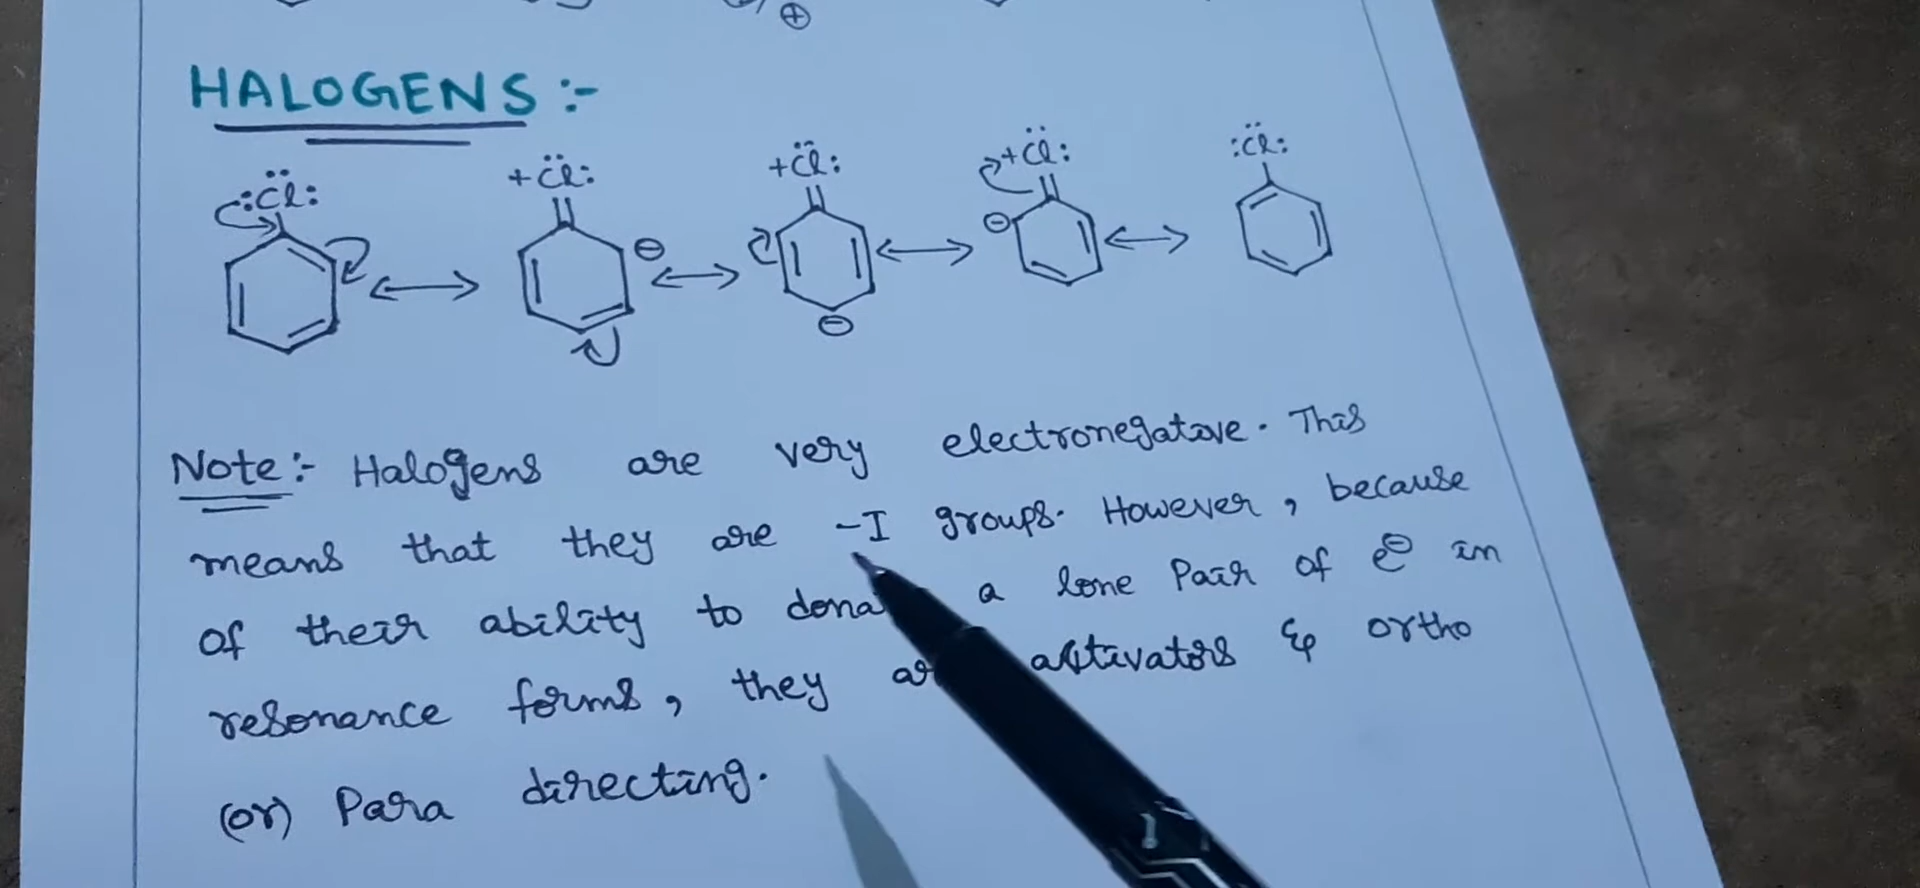 HALOGENS :-
:Cl: +Cl: +Cl: +Cl: :Cl:
⊖ ⊖ ⊖
Note :- Halogens are very electronegative. This
means that they are -I groups. However, because
of their ability to a lone Pair of e⊖ in
resonance forms, they activators & ortho
(or) Para directing.